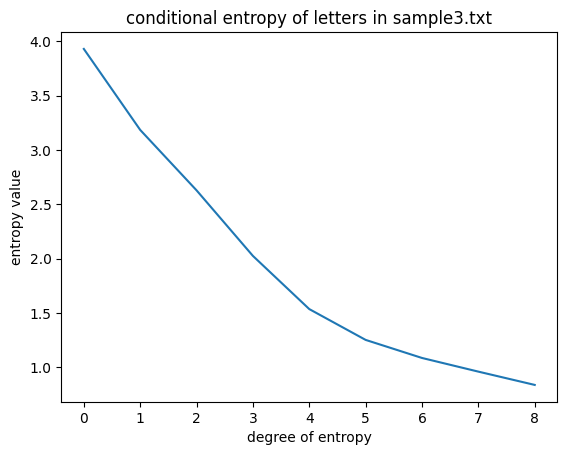 conditional entropy of letters in sample3.txt
4.0
3.5
3.0
2.5
2.0
1.5
1.0
entropy value
0 1 2 3 4 5 6 7 8
degree of entropy